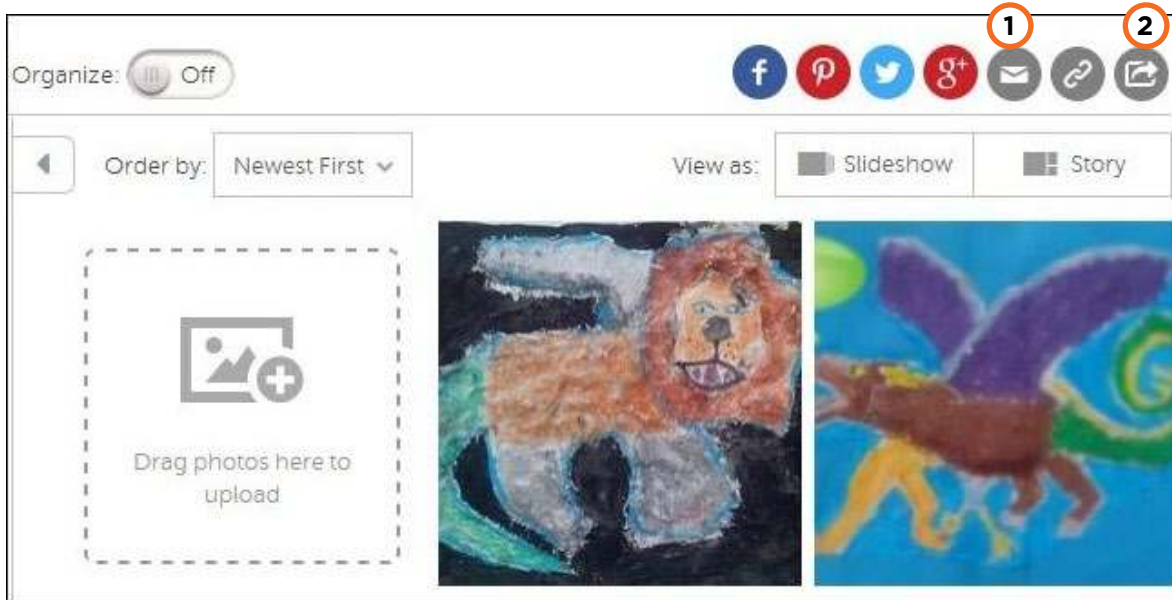 1 2
Organize: Off
f g+
Order by: Newest First
View as: Slideshow Story
Drag photos here to
upload